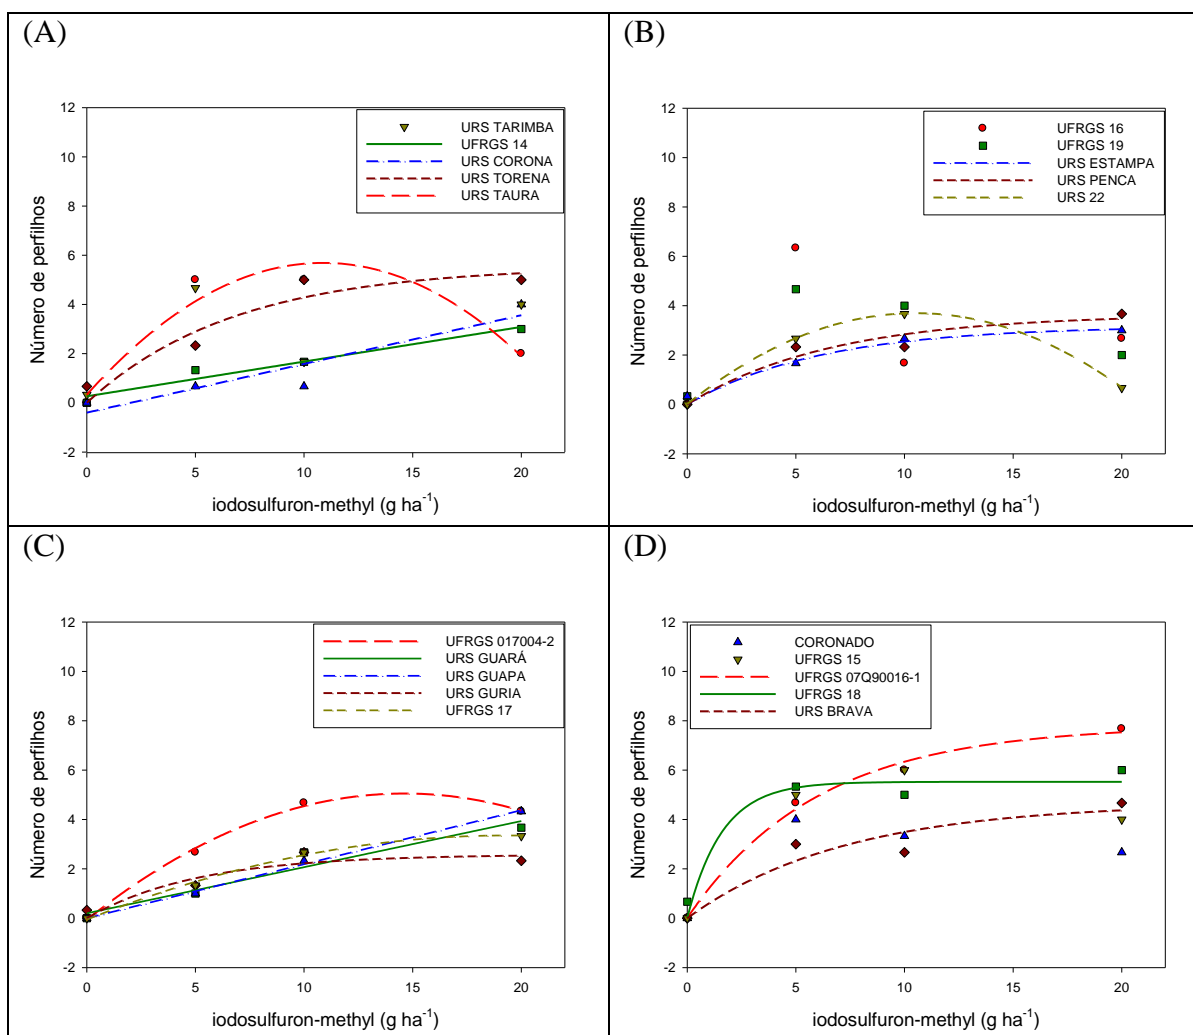 (A)
Número de perfilhos
12
10
8
6
4
2
0
-2
URS TARIMBA
UFRGS 14
URS CORONA
URS TORENA
URS TAURA
0 5 10 15 20
iodosulfuron-methyl (g ha-1)
(B)
Número de perfilhos
12
10
8
6
4
2
0
-2
UFRGS 16
UFRGS 19
URS ESTAMPA
URS PENCA
URS 22
0 5 10 15 20
iodosulfuron-methyl (g ha-1)
(C)
Número de perfilhos
12
10
8
6
4
2
0
-2
UFRGS 017004-2
URS GUARÁ
URS GUAPA
URS GURIA
UFRGS 17
0 5 10 15 20
iodosulfuron-methyl (g ha-1)
(D)
Número de perfilhos
12
10
8
6
4
2
0
-2
CORONADO
UFRGS 15
UFRGS 07Q90016-1
UFRGS 18
URS BRAVA
0 5 10 15 20
iodosulfuron-methyl (g ha-1)